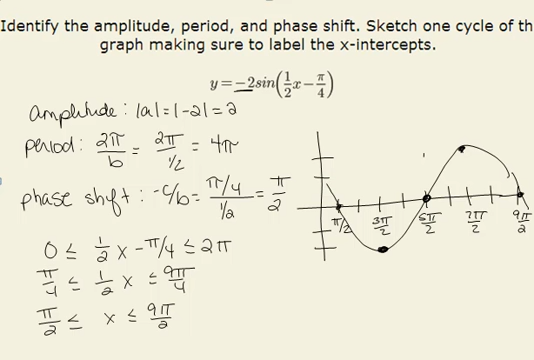 Identify the amplitude, period, and phase shift. Sketch one cycle of th
graph making sure to label the x-intercepts.
y=-2sin(1/2x-π/4)
amplitude: |a|=|-2|=2
period: 2π/b = 2π/1/2 = 4π
phase shift: -c/b = π/4/1/2 = π/2
π/2 3π/2 5π/2 7π/2 9π/2
0 ≤ 1/2 x - π/4 ≤ 2π
π/4 ≤ 1/2 x ≤ 9π/4
π/2 ≤ x ≤ 9π/2